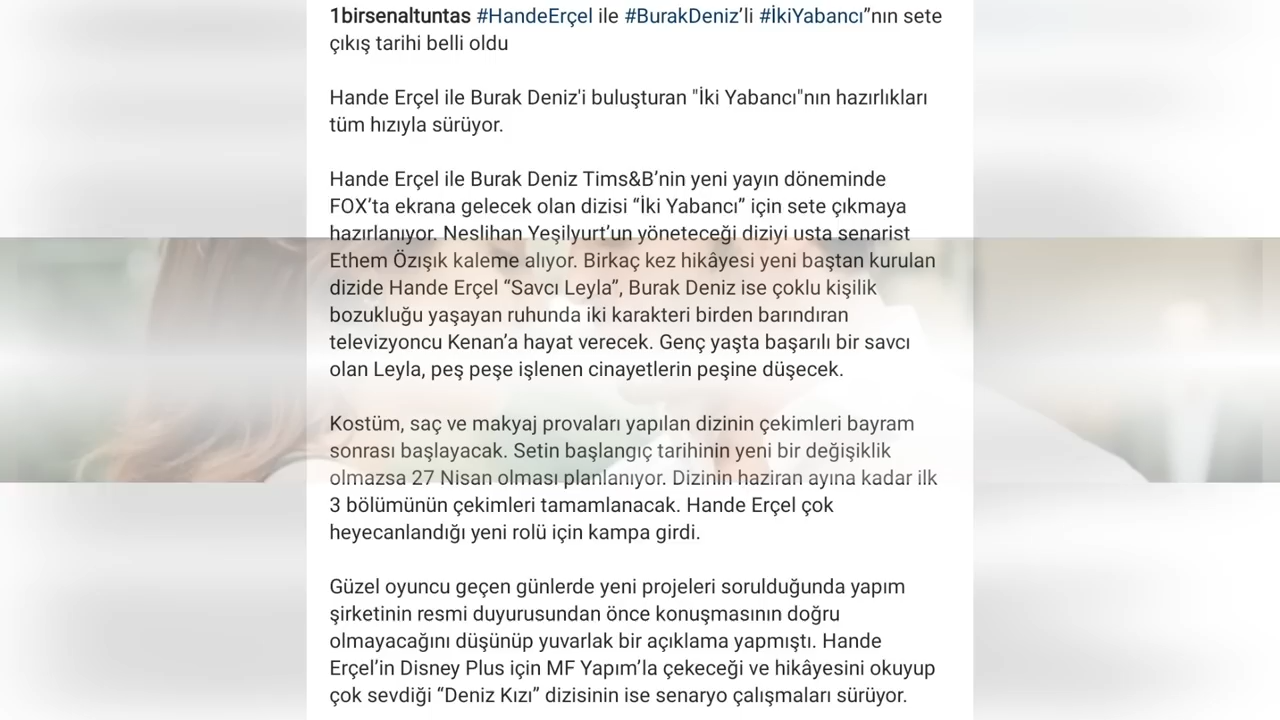 1birsenaltuntas #HandeErçel ile #BurakDeniz’li #İkiYabancı”nın sete
çıkış tarihi belli oldu
Hande Erçel ile Burak Deniz'i buluşturan "İki Yabancı"nın hazırlıkları
tüm hızıyla sürüyor.
Hande Erçel ile Burak Deniz Tims&B’nin yeni yayın döneminde
FOX’ta ekrana gelecek olan dizisi “İki Yabancı” için sete çıkmaya
hazırlanıyor. Neslihan Yeşilyurt’un yöneteceği diziyi usta senarist
Ethem Özışık kaleme alıyor. Birkaç kez hikâyesi yeni baştan kurulan
dizide Hande Erçel “Savcı Leyla”, Burak Deniz ise çoklu kişilik
bozukluğu yaşayan ruhunda iki karakteri birden barındıran
televizyoncu Kenan’a hayat verecek. Genç yaşta başarılı bir savcı
olan Leyla, peş peşe işlenen cinayetlerin peşine düşecek.
Kostüm, saç ve makyaj provaları yapılan dizinin çekimleri bayram
sonrası başlayacak. Setin başlangıç tarihinin yeni bir değişiklik
olmazsa 27 Nisan olması planlanıyor. Dizinin haziran ayına kadar ilk
3 bölümünün çekimleri tamamlanacak. Hande Erçel çok
heyecanlandığı yeni rolü için kampa girdi.
Güzel oyuncu geçen günlerde yeni projeleri sorulduğunda yapım
şirketinin resmi duyurusundan önce konuşmasının doğru
olmayacağını düşünüp yuvarlak bir açıklama yapmıştı. Hande
Erçel’in Disney Plus için MF Yapım’la çekeceği ve hikâyesini okuyup
çok sevdiği “Deniz Kızı” dizisinin ise senaryo çalışmaları sürüyor.